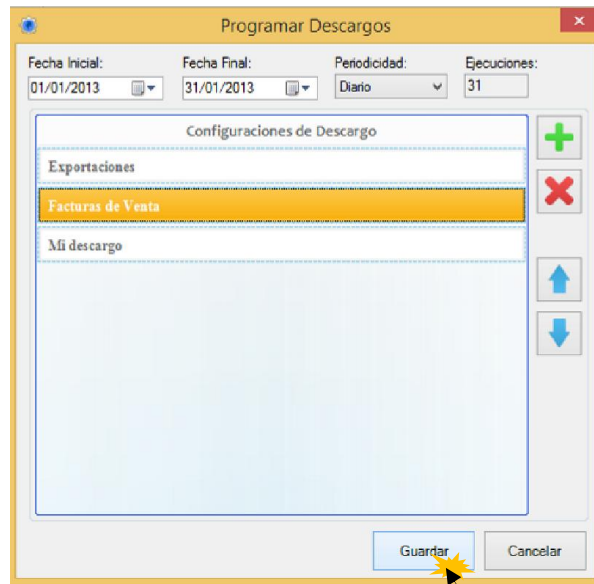 Programar Descargos
Fecha Inicial: Fecha Final: Periodicidad: Ejecuciones:
01/01/2013 31/01/2013 Diario 31
Configuraciones de Descargo
Exportaciones
Facturas de Venta
Mi descargo
Guardar Cancelar